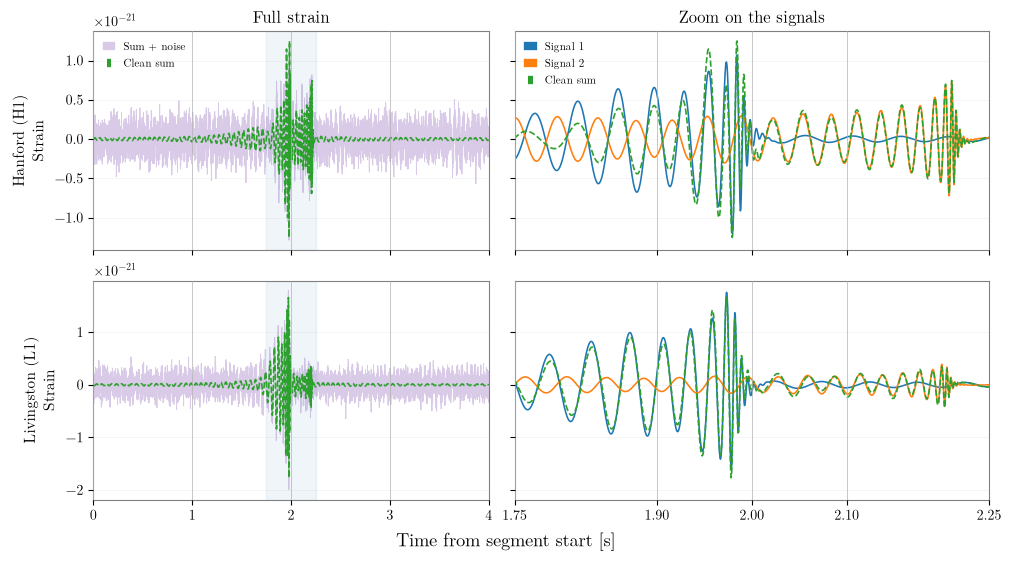 Full strain
Zoom on the signals
×10⁻²¹
Sum + noise
Clean sum
Signal 1
Signal 2
Clean sum
1.0
0.5
0.0
−0.5
−1.0
Hanford (H1)
Strain
×10⁻²¹
1
0
−1
−2
Livingston (L1)
Strain
0 1 2 3 4 1.75 1.90 2.00 2.10 2.25
Time from segment start [s]